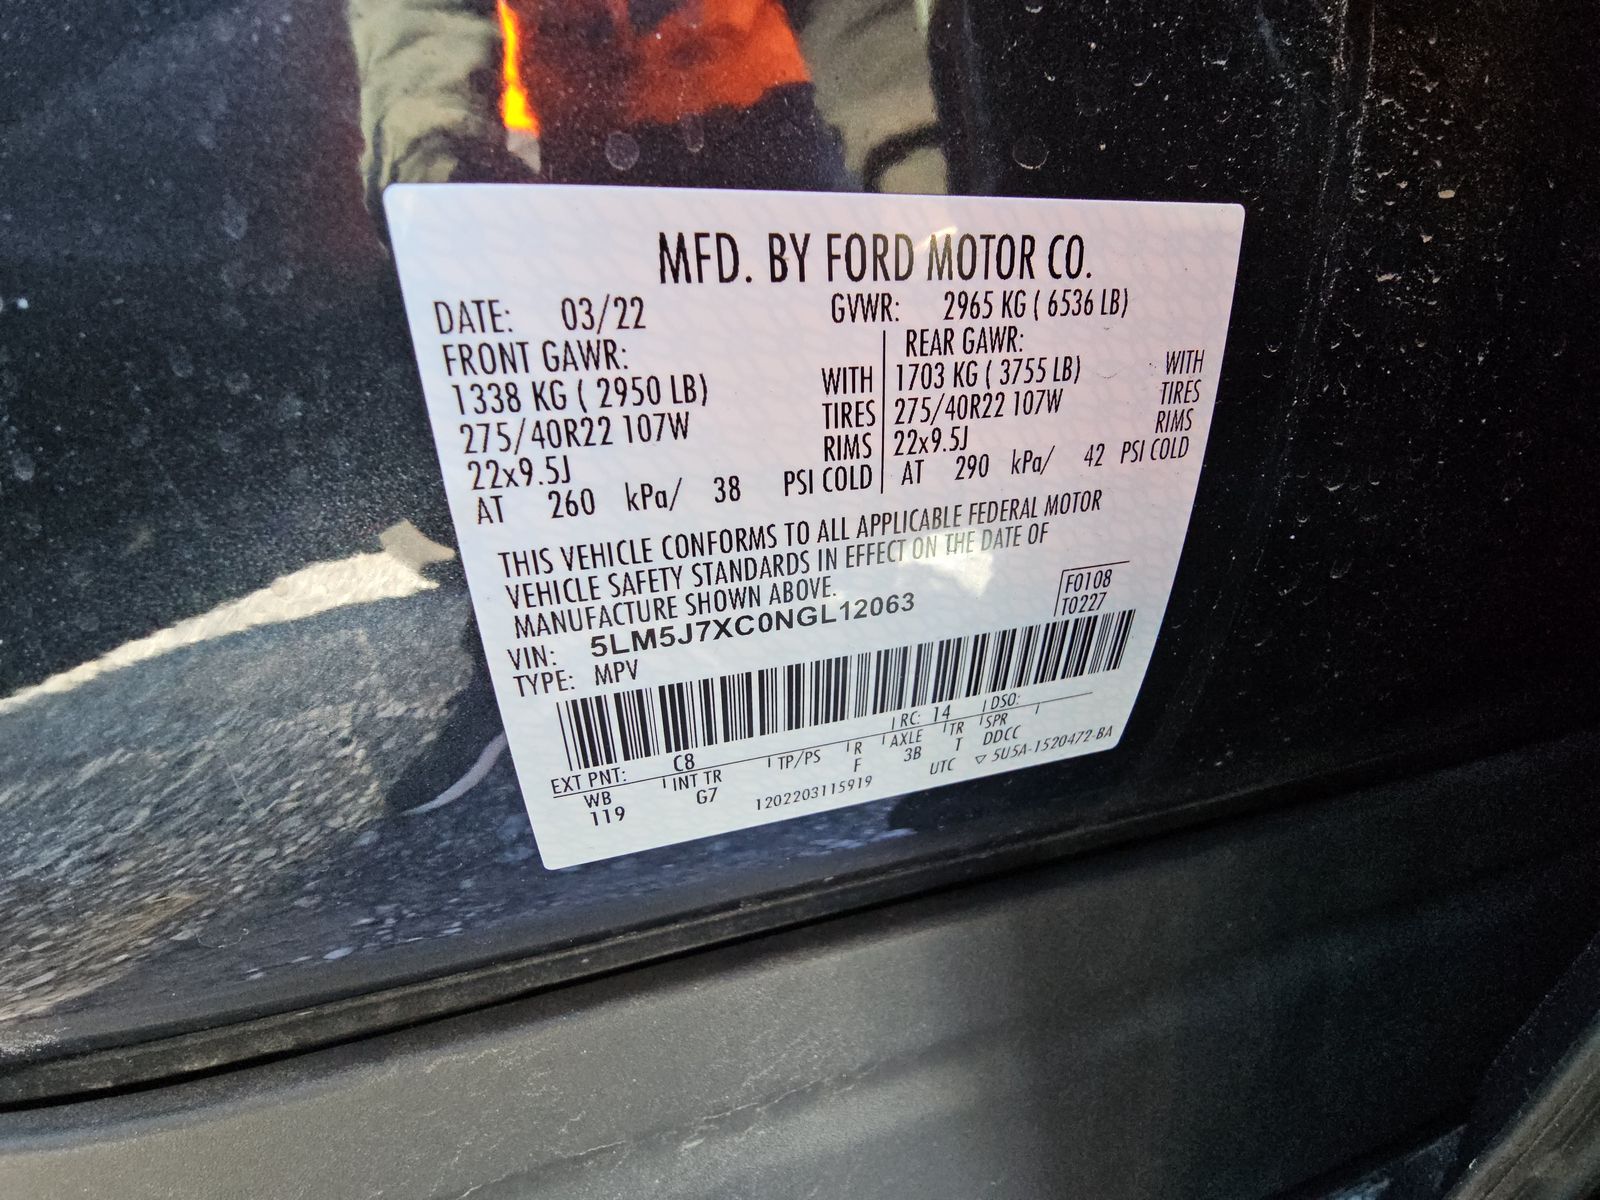 MFD. BY FORD MOTOR CO.
DATE: 03/22 GVWR: 2965 KG ( 6536 LB)
FRONT GAWR: REAR GAWR:
1338 KG ( 2950 LB) WITH 1703 KG ( 3755 LB) WITH
275/40R22 107W TIRES 275/40R22 107W TIRES
22x9.5J RIMS 22x9.5J RIMS
AT 260 kPa/ 38 PSI COLD AT 290 kPa/ 42 PSI COLD
THIS VEHICLE CONFORMS TO ALL APPLICABLE FEDERAL MOTOR
VEHICLE SAFETY STANDARDS IN EFFECT ON THE DATE OF
MANUFACTURE SHOWN ABOVE.
F0108
T0227
VIN: 5LM5J7XC0NGL12063
TYPE: MPV
EXT PNT: C8 RC: 14 DSO:
WB INT TR TP/PS R AXLE TR SPR
119 G7 F 3B T DDCC
1202203115919 UTC ▽ 5U5A-1520472-BA